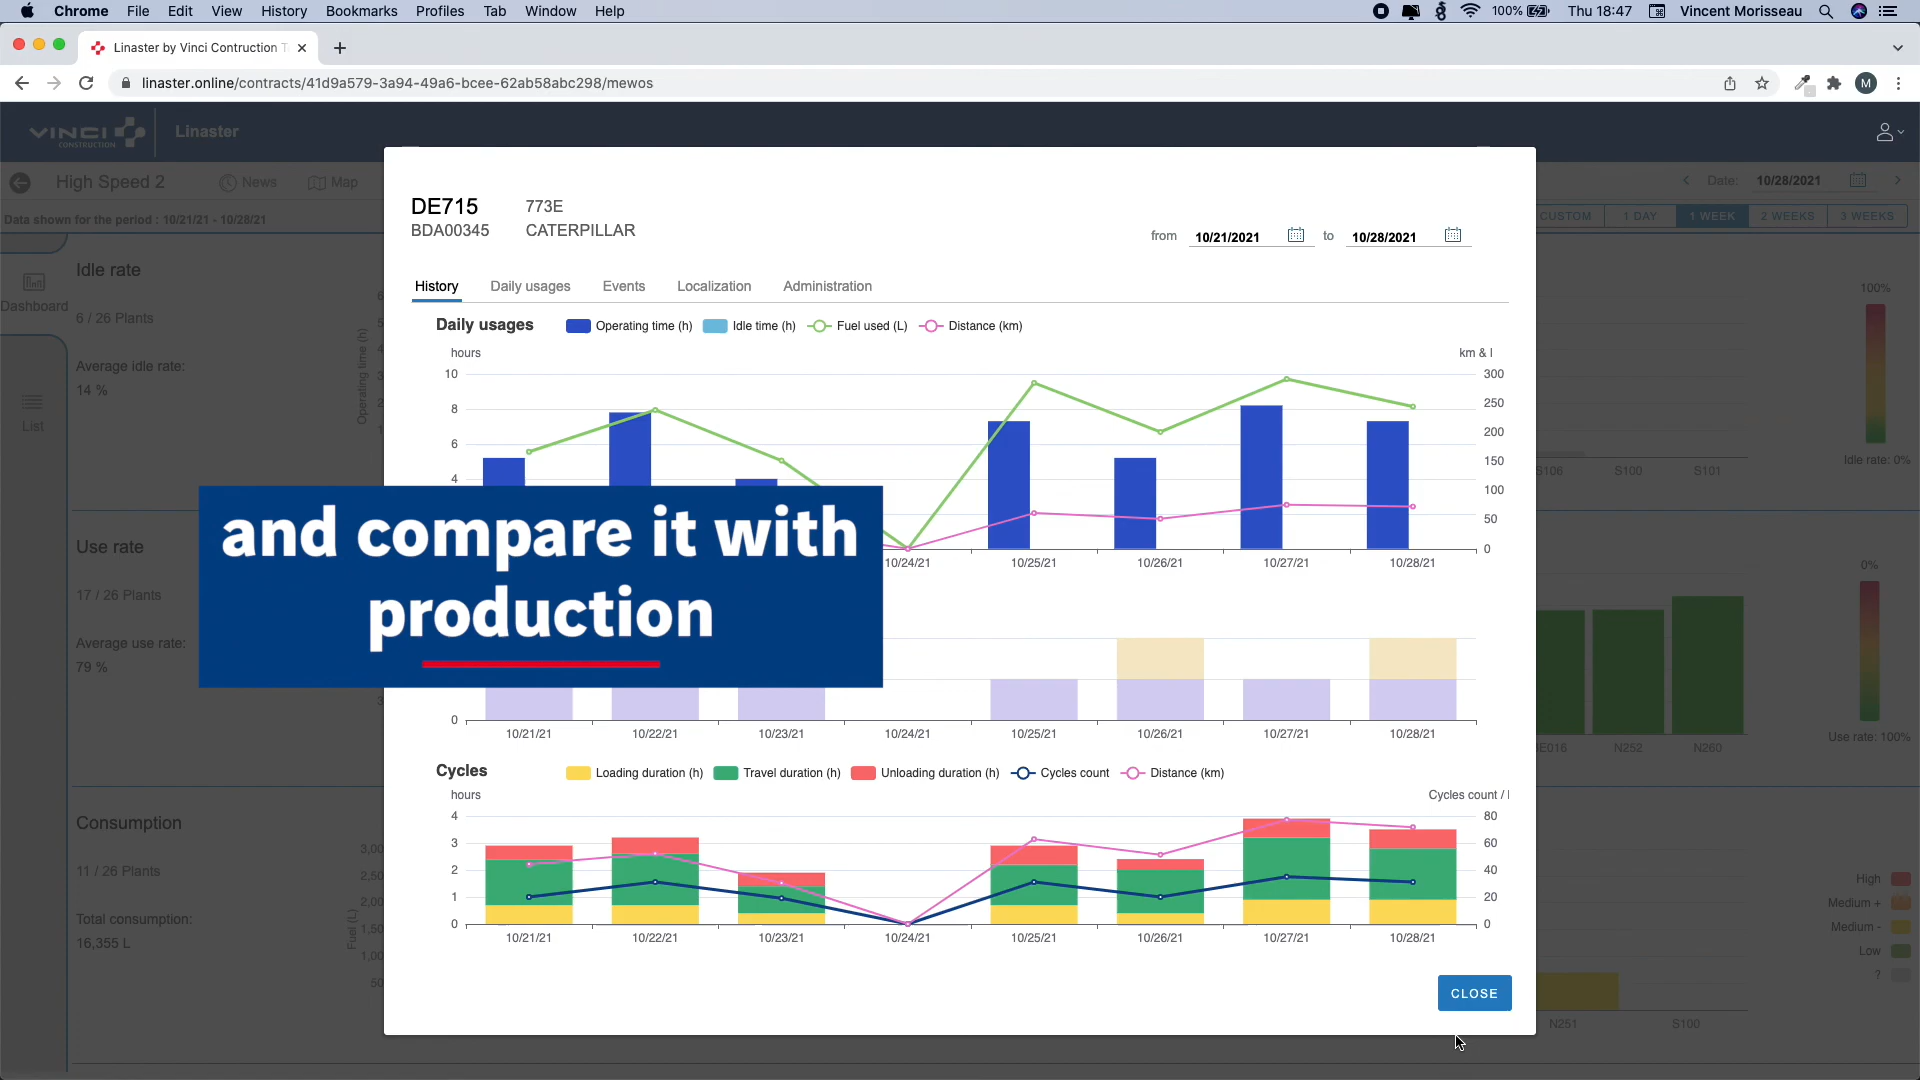 Chrome File Edit View History Bookmarks Profiles Tab Window Help 100% Thu 18:47 Vincent Morisseau
Linaster by Vinci Contruction T
linaster.online/contracts/41d9a579-3a94-49a6-bcee-62ab58abc298/mewos M
VINCI CONSTRUCTION Linaster
High Speed 2 News Map Date: 10/28/2021
Data shown for the period : 10/21/21 - 10/28/21 CUSTOM 1 DAY 1 WEEK 2 WEEKS 3 WEEKS
Dashboard
List
Idle rate
6 / 26 Plants
Average idle rate:
14 %
Operating time (h)
Use rate
17 / 26 Plants
Average use rate:
79 %
Consumption
11 / 26 Plants
Total consumption:
16,355 L
Fuel (L)
DE715 773E
BDA00345 CATERPILLAR
from 10/21/2021 to 10/28/2021
History Daily usages Events Localization Administration
Daily usages Operating time (h) Idle time (h) Fuel used (L) Distance (km)
hours km & l
10 300
8 250
6 200
4 150
100
50
0
10/24/21 10/25/21 10/26/21 10/27/21 10/28/21
and compare it with
production
0
10/21/21 10/22/21 10/23/21 10/24/21 10/25/21 10/26/21 10/27/21 10/28/21
Cycles Loading duration (h) Travel duration (h) Unloading duration (h) Cycles count Distance (km)
hours Cycles count /
4 80
3 60
2 40
1 20
0 0
10/21/21 10/22/21 10/23/21 10/24/21 10/25/21 10/26/21 10/27/21 10/28/21
CLOSE
100%
Idle rate: 0%
S106 S100 S101
0%
Use rate: 100%
E016 N252 N260
High
Medium +
Medium -
Low
?
N251 S100